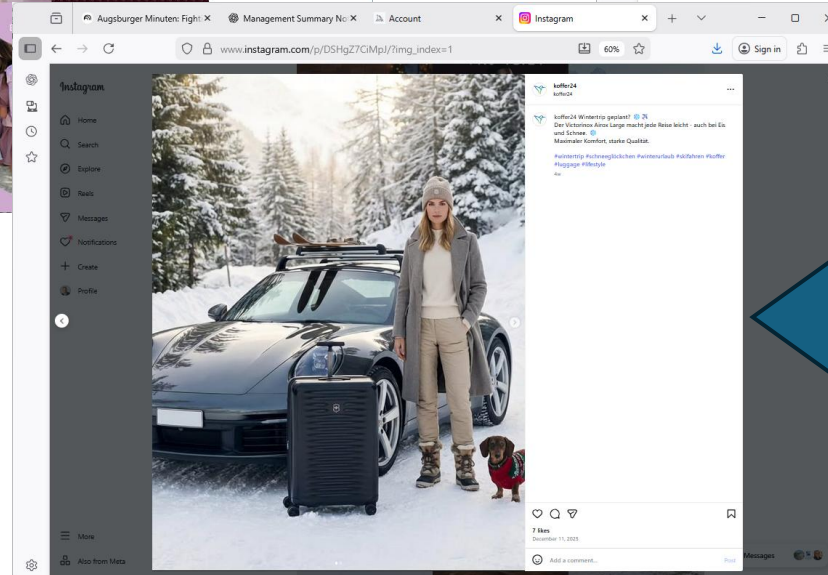 Augsburger Minuten: Fight
Management Summary No
Account
Instagram
www.instagram.com/p/DSHgZ7CiMpJ/?img_index=1
60%
Sign in
Instagram
Home
Search
Explore
Reels
Messages
Notifications
Create
Profile
More
Also from Meta
koffer24
koffer24
koffer24 Wintertrip geplant?
Der Victorinox Airox Large macht jede Reise leicht - auch bei Eis
und Schnee.
Maximaler Komfort, starke Qualität.
#wintertrip #schneeglöckchen #winterurlaub #skifahren #koffer
#luggage #lifestyle
4w
7 likes
December 11, 2025
Add a comment...
Post
Messages